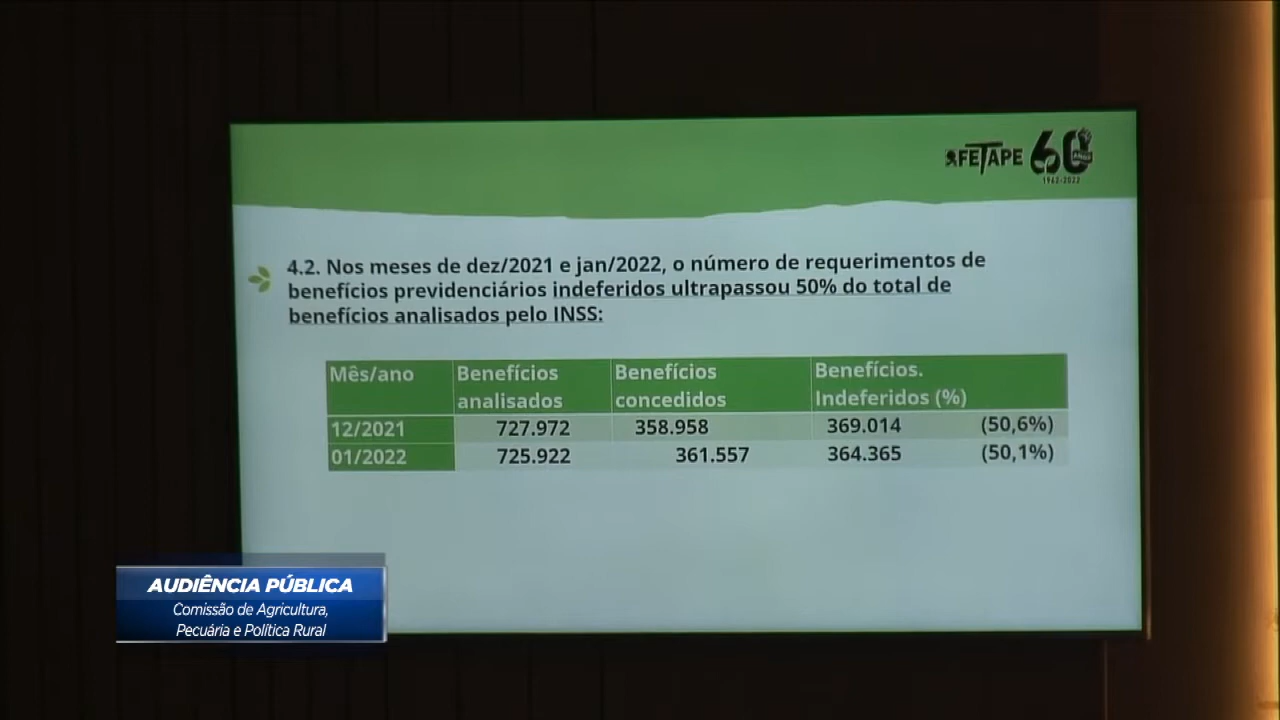 FETAPE 60
ANOS
1962-2022
4.2. Nos meses de dez/2021 e jan/2022, o número de requerimentos de
benefícios previdenciários indeferidos ultrapassou 50% do total de
benefícios analisados pelo INSS:
Mês/ano Benefícios analisados Benefícios concedidos Benefícios. Indeferidos (%)
12/2021 727.972 358.958 369.014 (50,6%)
01/2022 725.922 361.557 364.365 (50,1%)
AUDIÊNCIA PÚBLICA
Comissão de Agricultura,
Pecuária e Política Rural